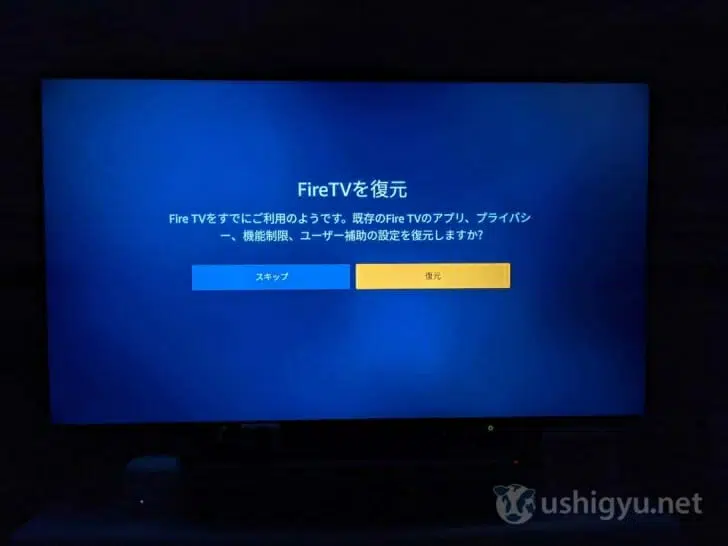 FireTVを復元
Fire TVをすでにご利用のようです。既存のFire TVのアプリ、プライバシ
ー、機能制限、ユーザー補助の設定を復元しますか?
スキップ
復元
ushigyu.net